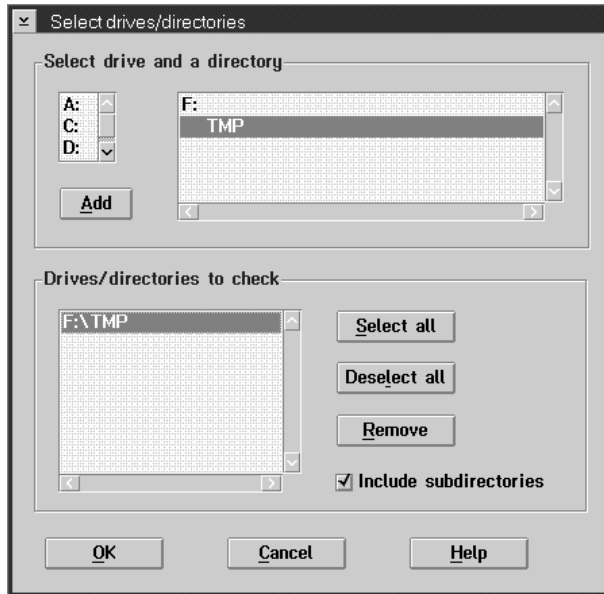 Select drives/directories
Select drive and a directory
A:
C:
D:
F:
TMP
Add
Drives/directories to check
F:\TMP
Select all
Deselect all
Remove
Include subdirectories
OK Cancel Help